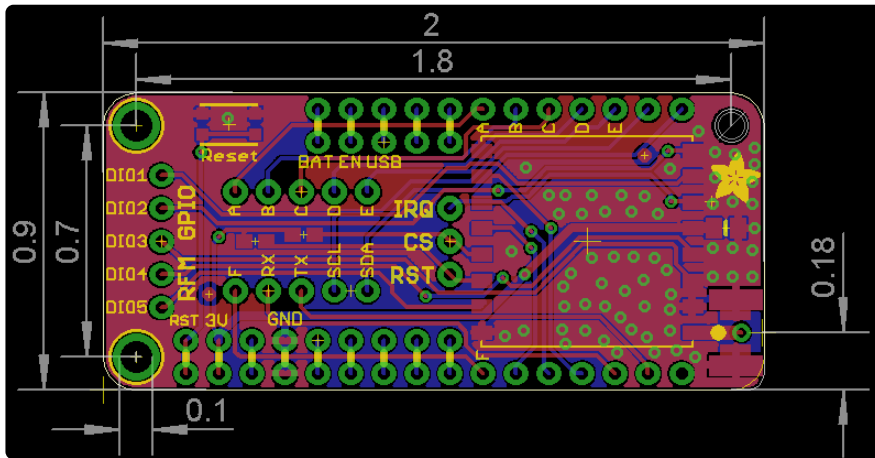 2
1.8
0.9
0.7
0.18
0.1
Reset
BAT EN USB
A B C D E
DIO1
DIO2
DIO3
DIO4
DIO5
RFM GPIO
A B C D E
IRQ
CS
RST
F RX TX SCL SDA
RST 3V GND
F